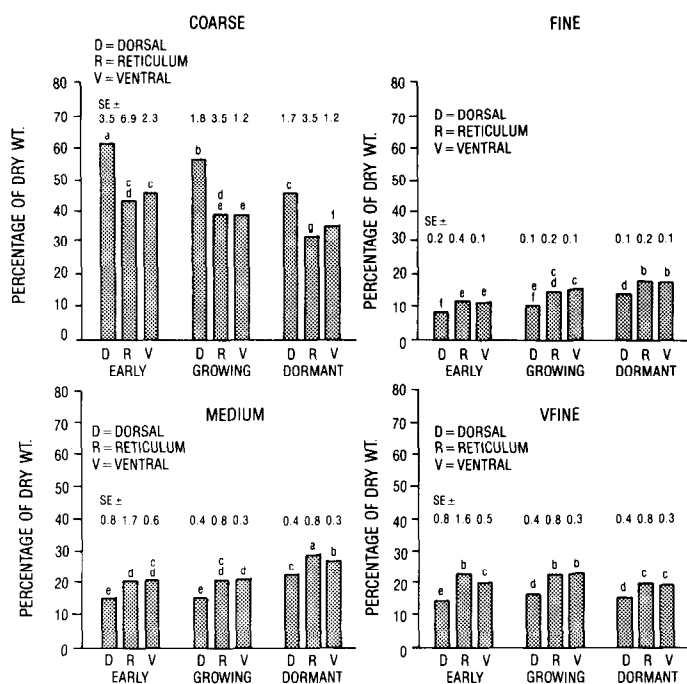 COARSE
D = DORSAL
R = RETICULUM
V = VENTRAL
PERCENTAGE OF DRY WT.
80
70
60
50
40
30
20
10
0
SE ±
3.5 6.9 2.3 1.8 3.5 1.2 1.7 3.5 1.2
a c d c b d e e c g f
D R V D R V D R V
EARLY GROWING DORMANT
FINE
D = DORSAL
R = RETICULUM
V = VENTRAL
PERCENTAGE OF DRY WT.
80
70
60
50
40
30
20
10
0
SE ±
0.2 0.4 0.1 0.1 0.2 0.1 0.1 0.2 0.1
f e e e f c d c d b b
D R V D R V D R V
EARLY GROWING DORMANT
MEDIUM
D = DORSAL
R = RETICULUM
V = VENTRAL
PERCENTAGE OF DRY WT.
80
70
60
50
40
30
20
10
0
SE ±
0.8 1.7 0.6 0.4 0.8 0.3 0.4 0.8 0.3
e d c d e c d d c a b
D R V D R V D R V
EARLY GROWING DORMANT
VFINE
D = DORSAL
R = RETICULUM
V = VENTRAL
PERCENTAGE OF DRY WT.
80
70
60
50
40
30
20
10
0
SE ±
0.8 1.6 0.5 0.4 0.8 0.3 0.4 0.8 0.3
e b c d b b d c c
D R V D R V D R V
EARLY GROWING DORMANT